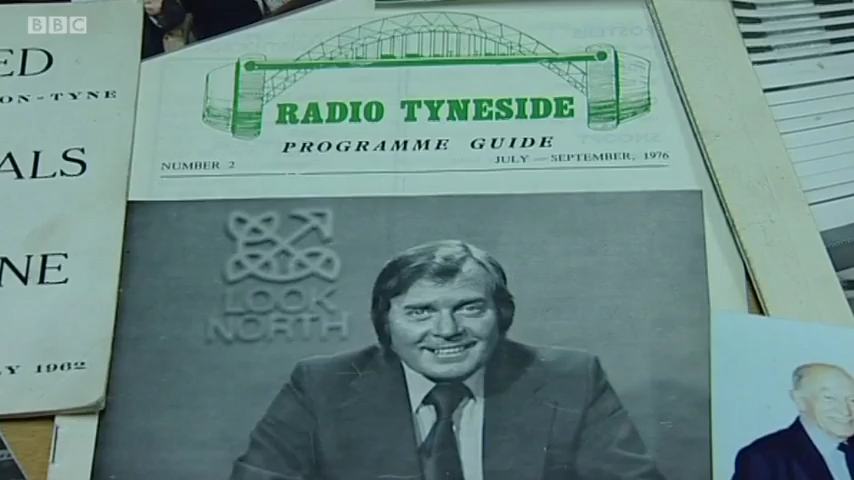 BBC
ED
ON-TYNE
ALS
NE
Y 1962
RADIO TYNESIDE
PROGRAMME GUIDE
NUMBER 2
JULY — SEPTEMBER, 1976
LOOK
NORTH